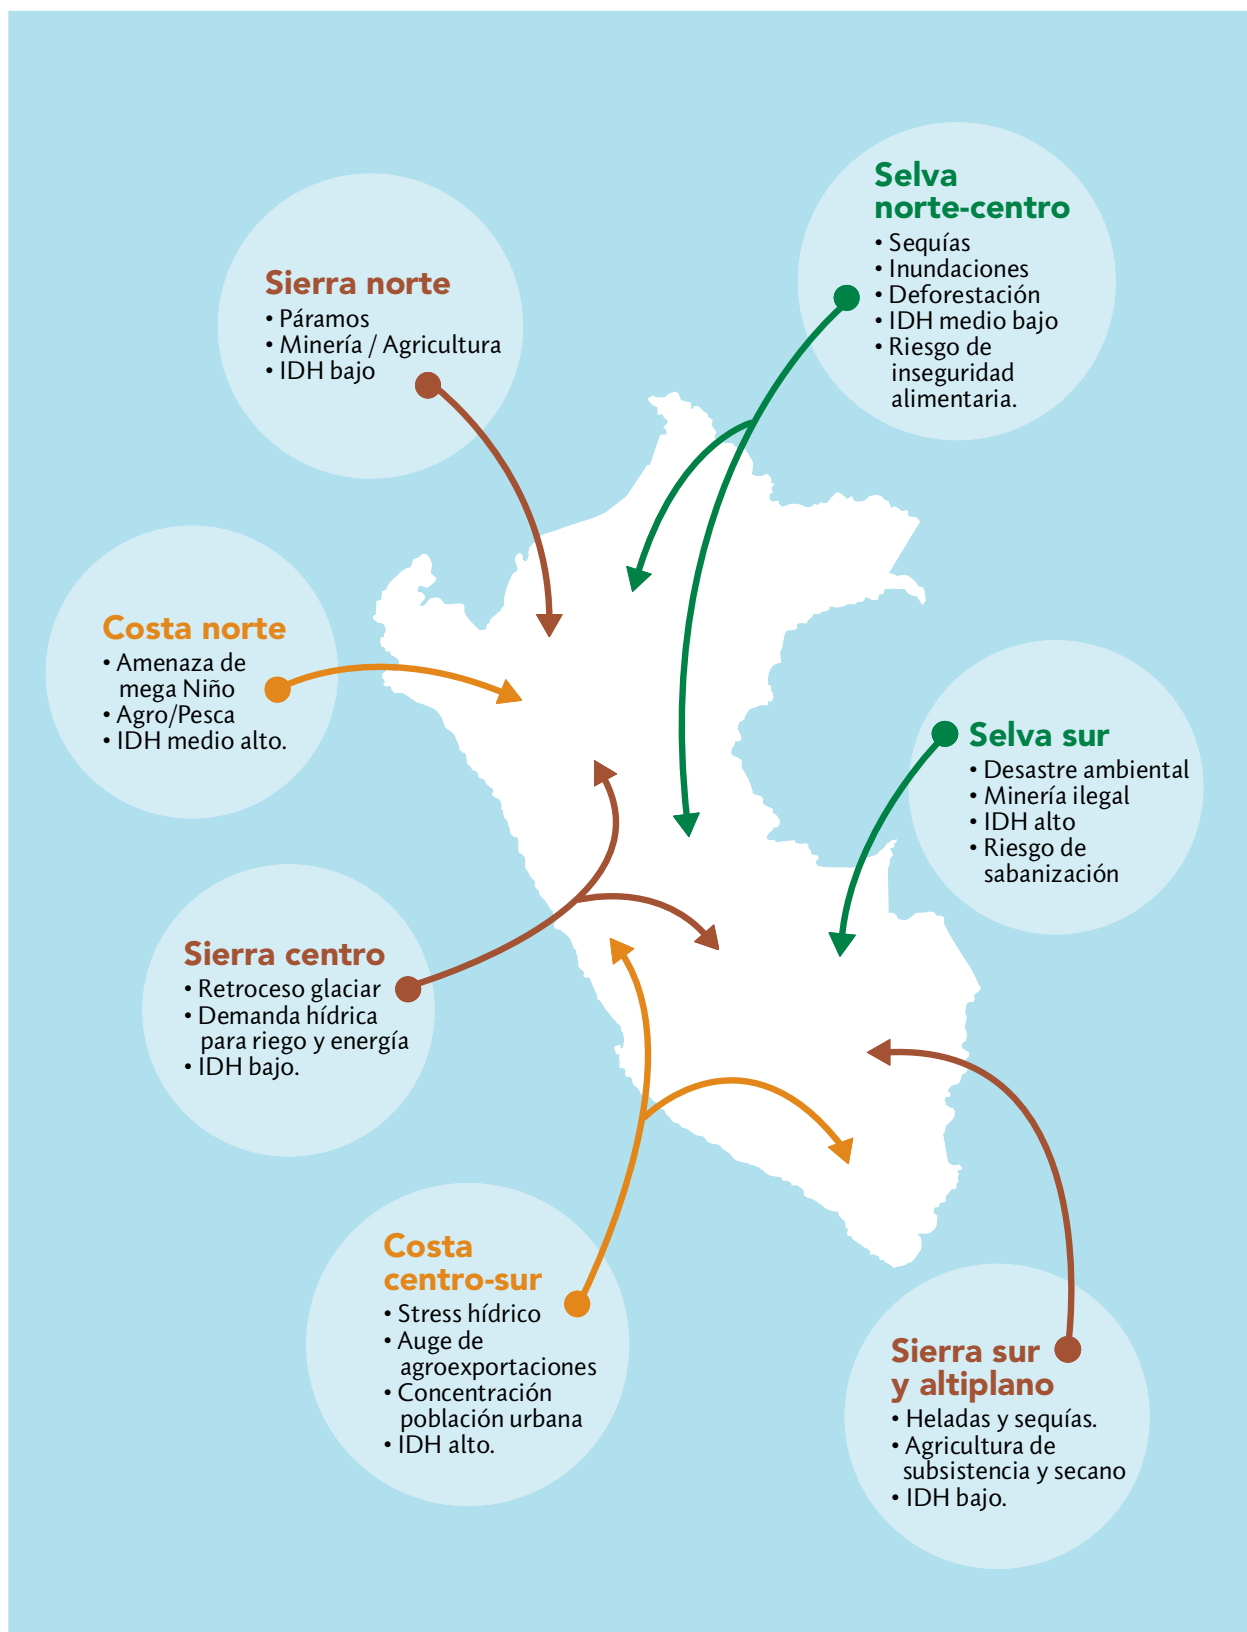 Selva
norte-centro
• Sequías
• Inundaciones
• Deforestación
• IDH medio bajo
• Riesgo de
inseguridad
alimentaria.
Sierra norte
• Páramos
• Minería / Agricultura
• IDH bajo
Costa norte
• Amenaza de
mega Niño
• Agro/Pesca
• IDH medio alto.
Selva sur
• Desastre ambiental
• Minería ilegal
• IDH alto
• Riesgo de
sabanización
Sierra centro
• Retroceso glaciar
• Demanda hídrica
para riego y energía
• IDH bajo.
Costa
centro-sur
• Stress hídrico
• Auge de
agroexportaciones
• Concentración
población urbana
• IDH alto.
Sierra sur
y altiplano
• Heladas y sequías.
• Agricultura de
subsistencia y secano
• IDH bajo.